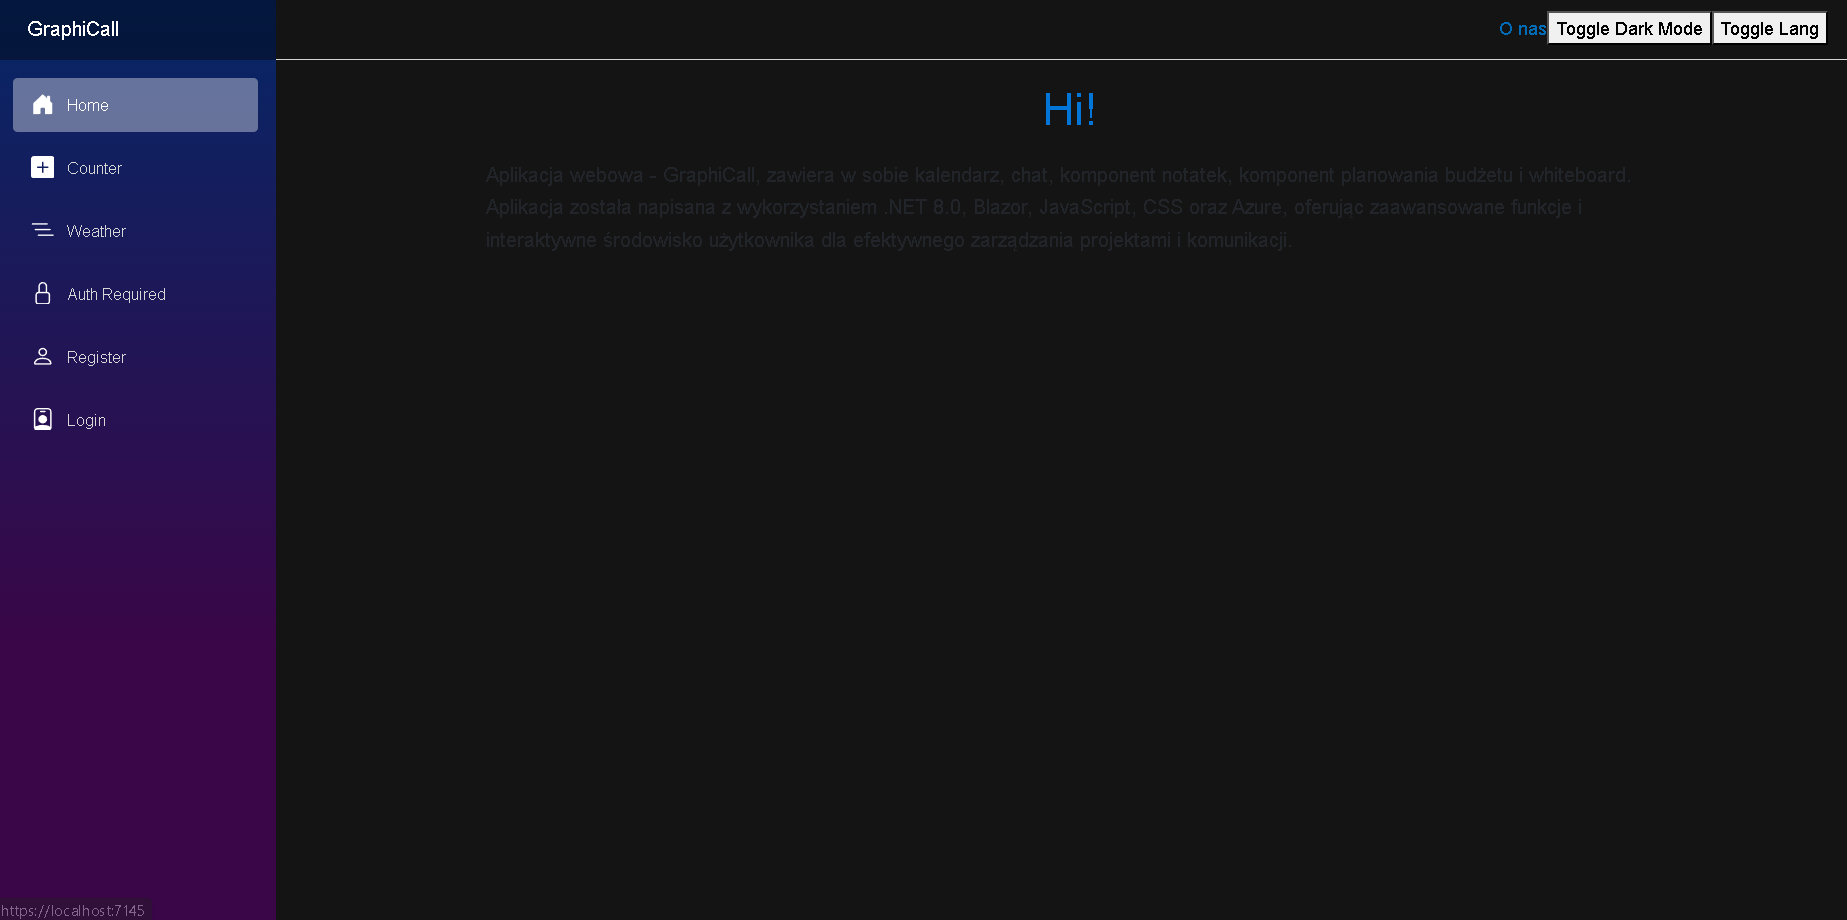 GraphiCall
O nas Toggle Dark Mode Toggle Lang
Home
Counter
Weather
Auth Required
Register
Login
Hi!
Aplikacja webowa - GraphiCall, zawiera w sobie kalendarz, chat, komponent notatek, komponent planowania budżetu i whiteboard.
Aplikacja została napisana z wykorzystaniem .NET 8.0, Blazor, JavaScript, CSS oraz Azure, oferując zaawansowane funkcje i
interaktywne środowisko użytkownika dla efektywnego zarządzania projektami i komunikacji.
https://localhost:7145